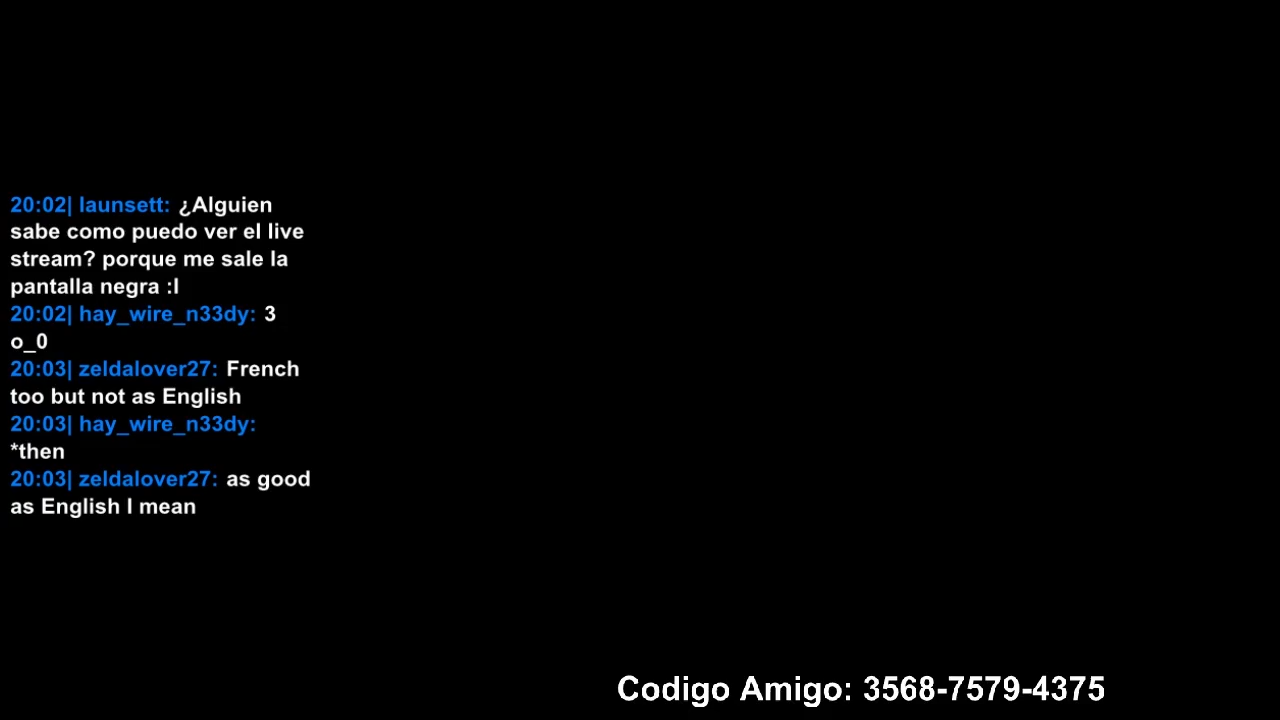 20:02| launsett: ¿Alguien
sabe como puedo ver el live
stream? porque me sale la
pantalla negra :l
20:02| hay_wire_n33dy: 3
o_0
20:03| zeldalover27: French
too but not as English
20:03| hay_wire_n33dy:
*then
20:03| zeldalover27: as good
as English I mean
Codigo Amigo: 3568-7579-4375